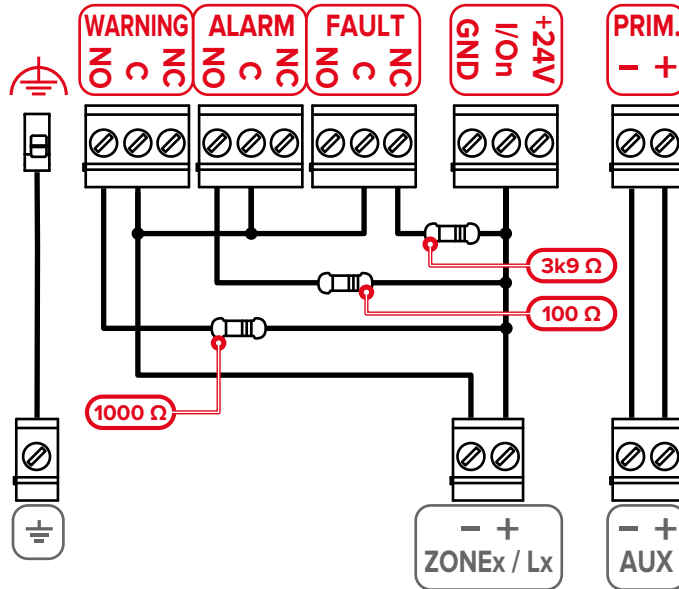 WARNING
NO C NC
ALARM
NO C NC
FAULT
NO C NC
GND I/On +24V
PRIM.
− +
3k9 Ω
100 Ω
1000 Ω
− +
ZONEx / Lx
− +
AUX